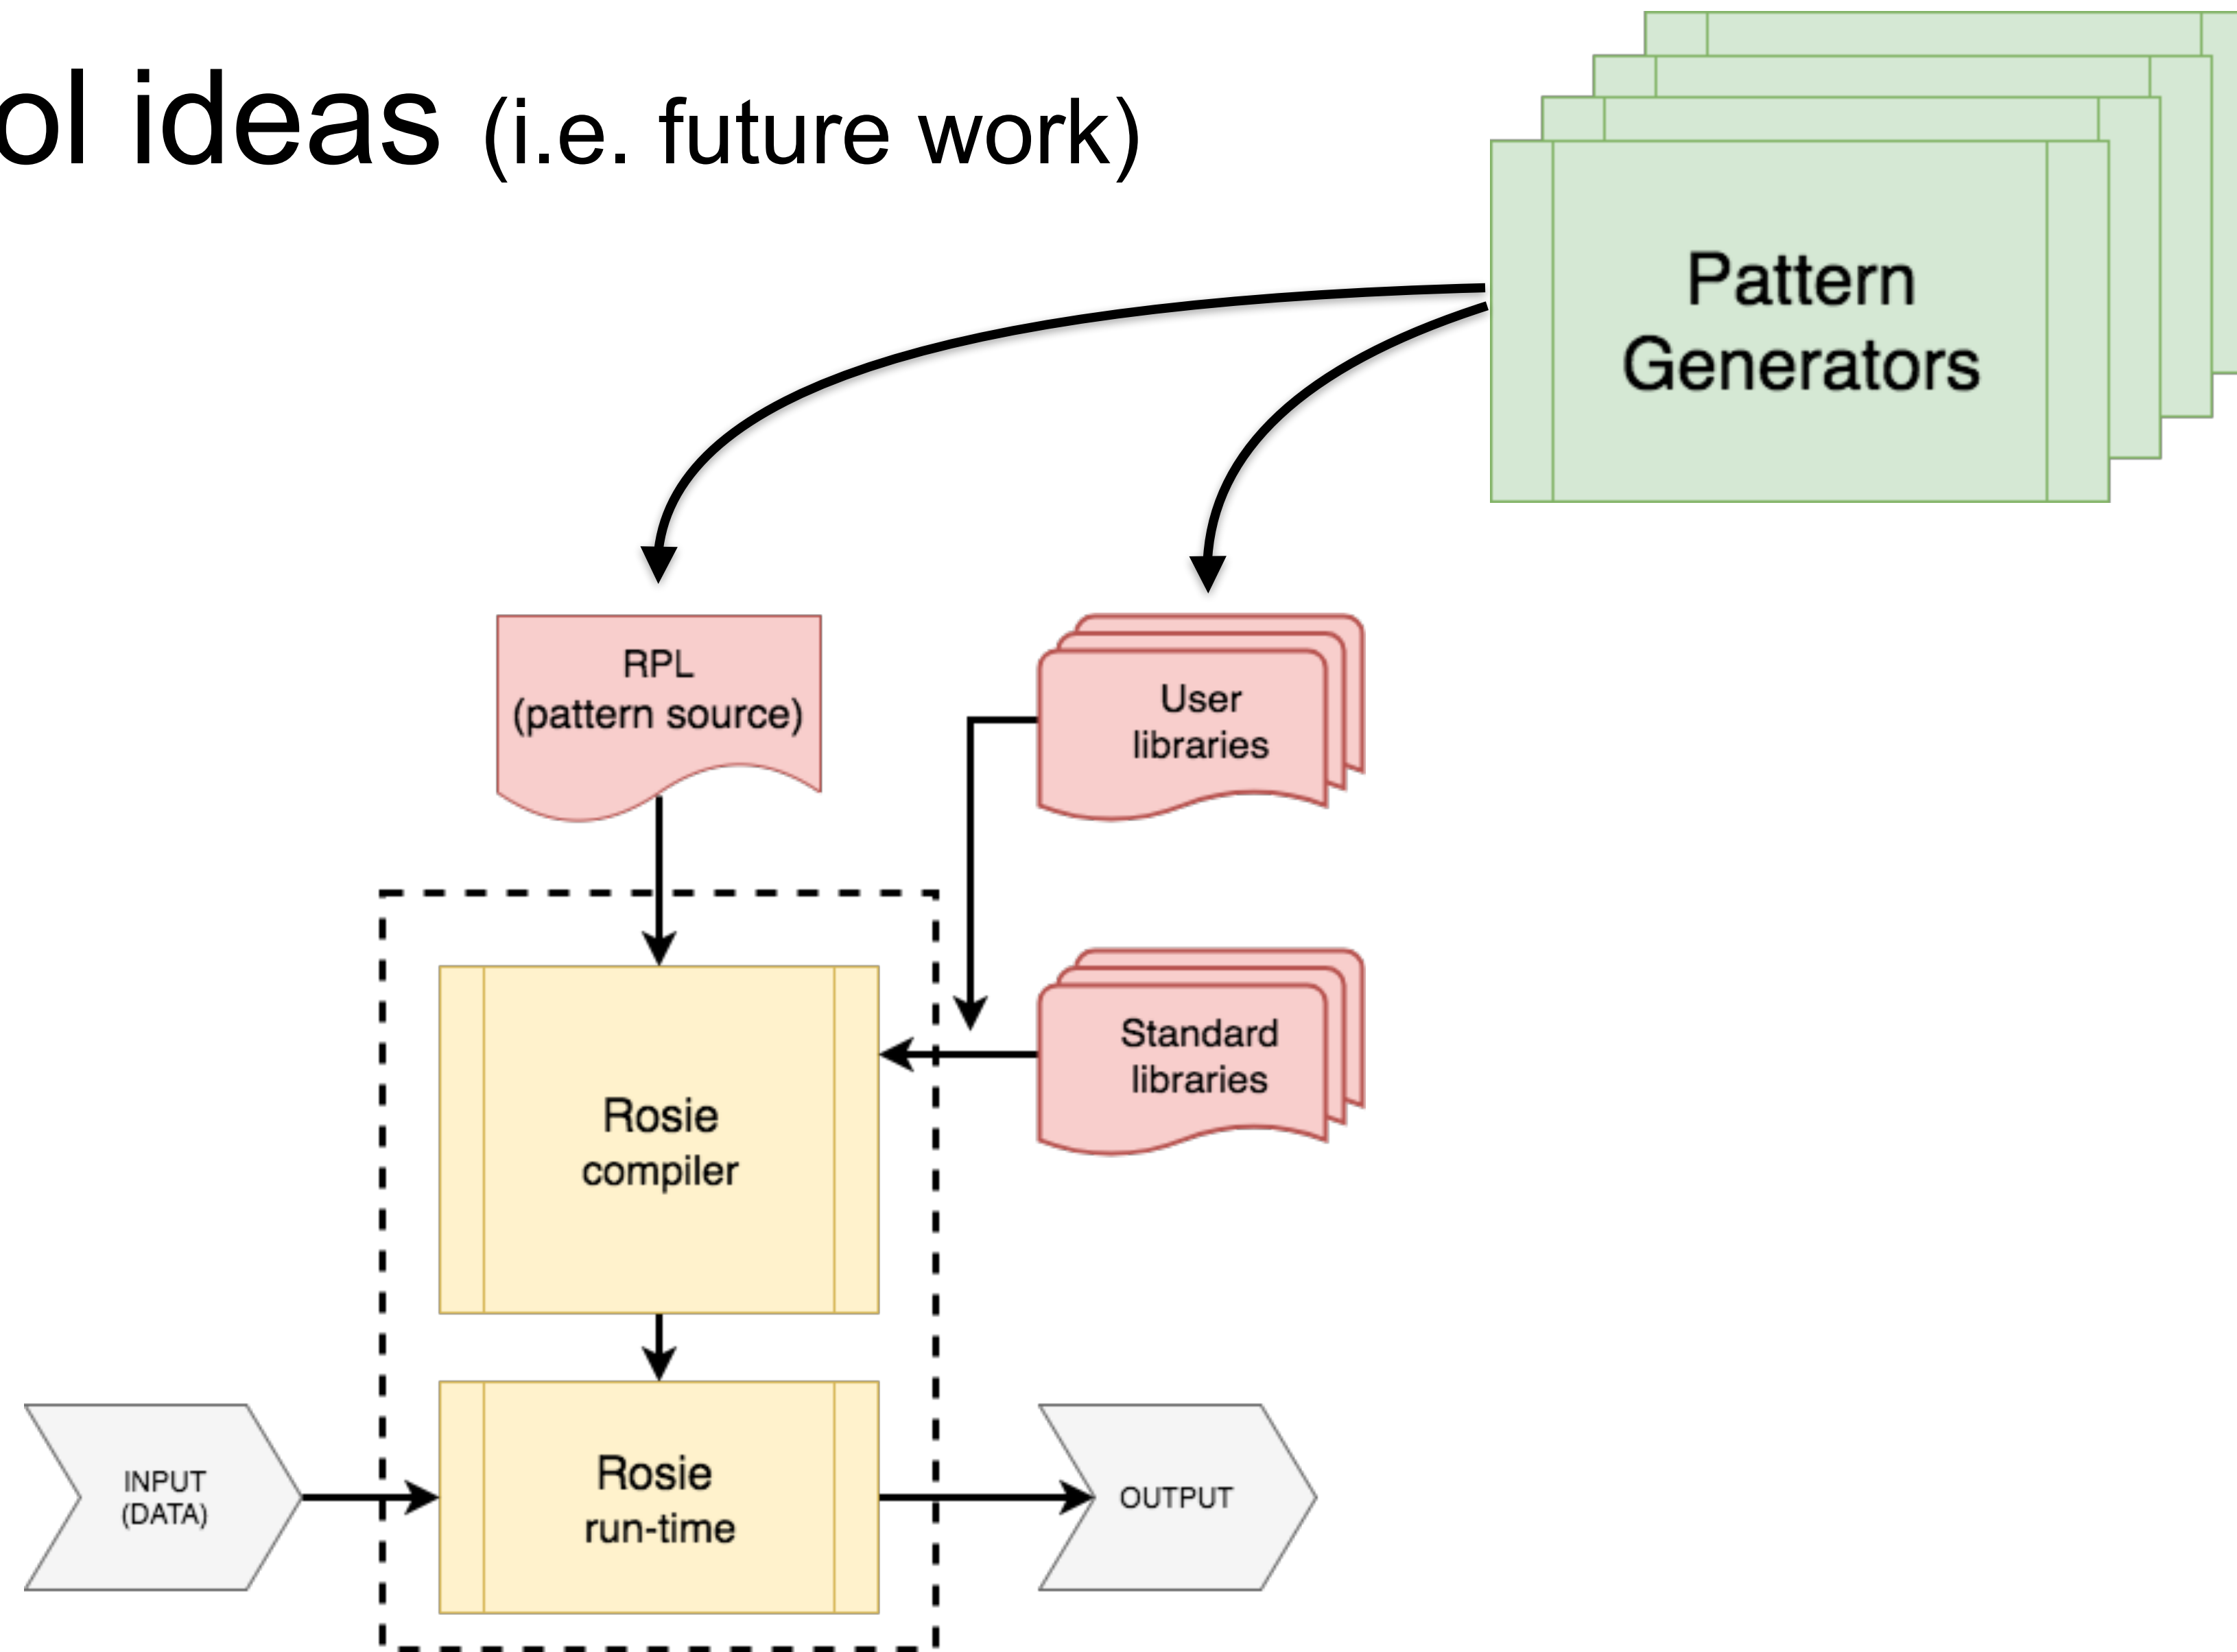 ol ideas (i.e. future work)
Pattern
Generators
RPL
(pattern source)
User
libraries
Standard
libraries
Rosie
compiler
Rosie
run-time
INPUT
(DATA)
OUTPUT